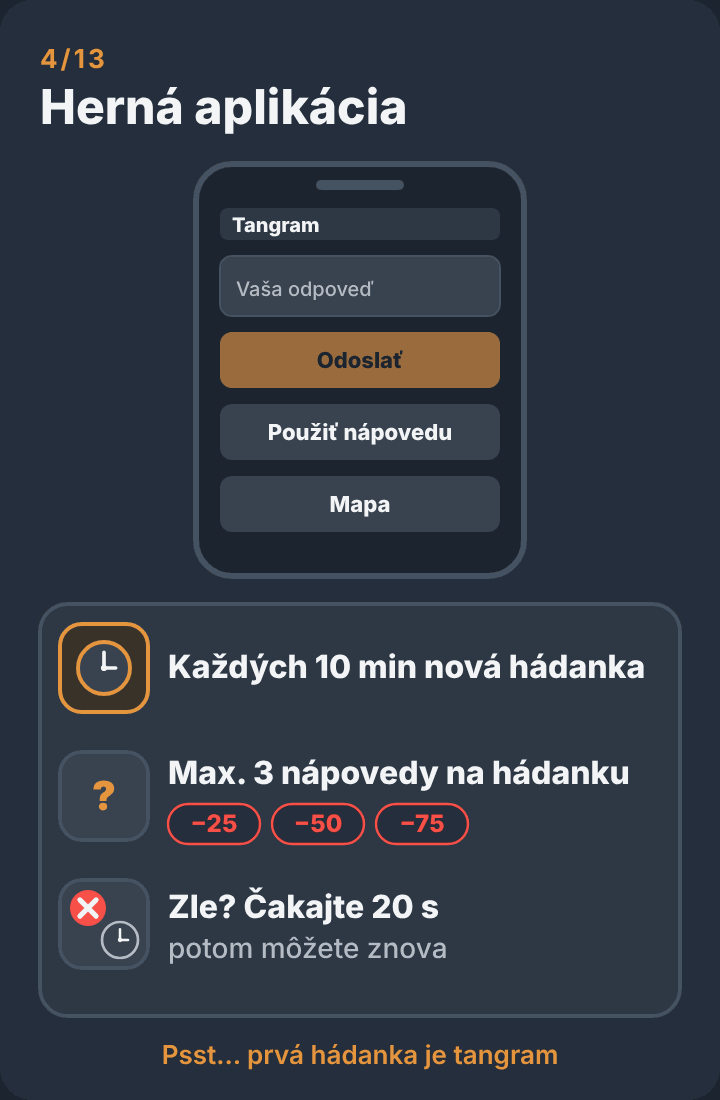 4/13
Herná aplikácia
Tangram
Vaša odpoveď
Odoslať
Použiť nápovedu
Mapa
Každých 10 min nová hádanka
?
Max. 3 nápovedy na hádanku
−25 −50 −75
Zle? Čakajte 20 s
potom môžete znova
Psst... prvá hádanka je tangram